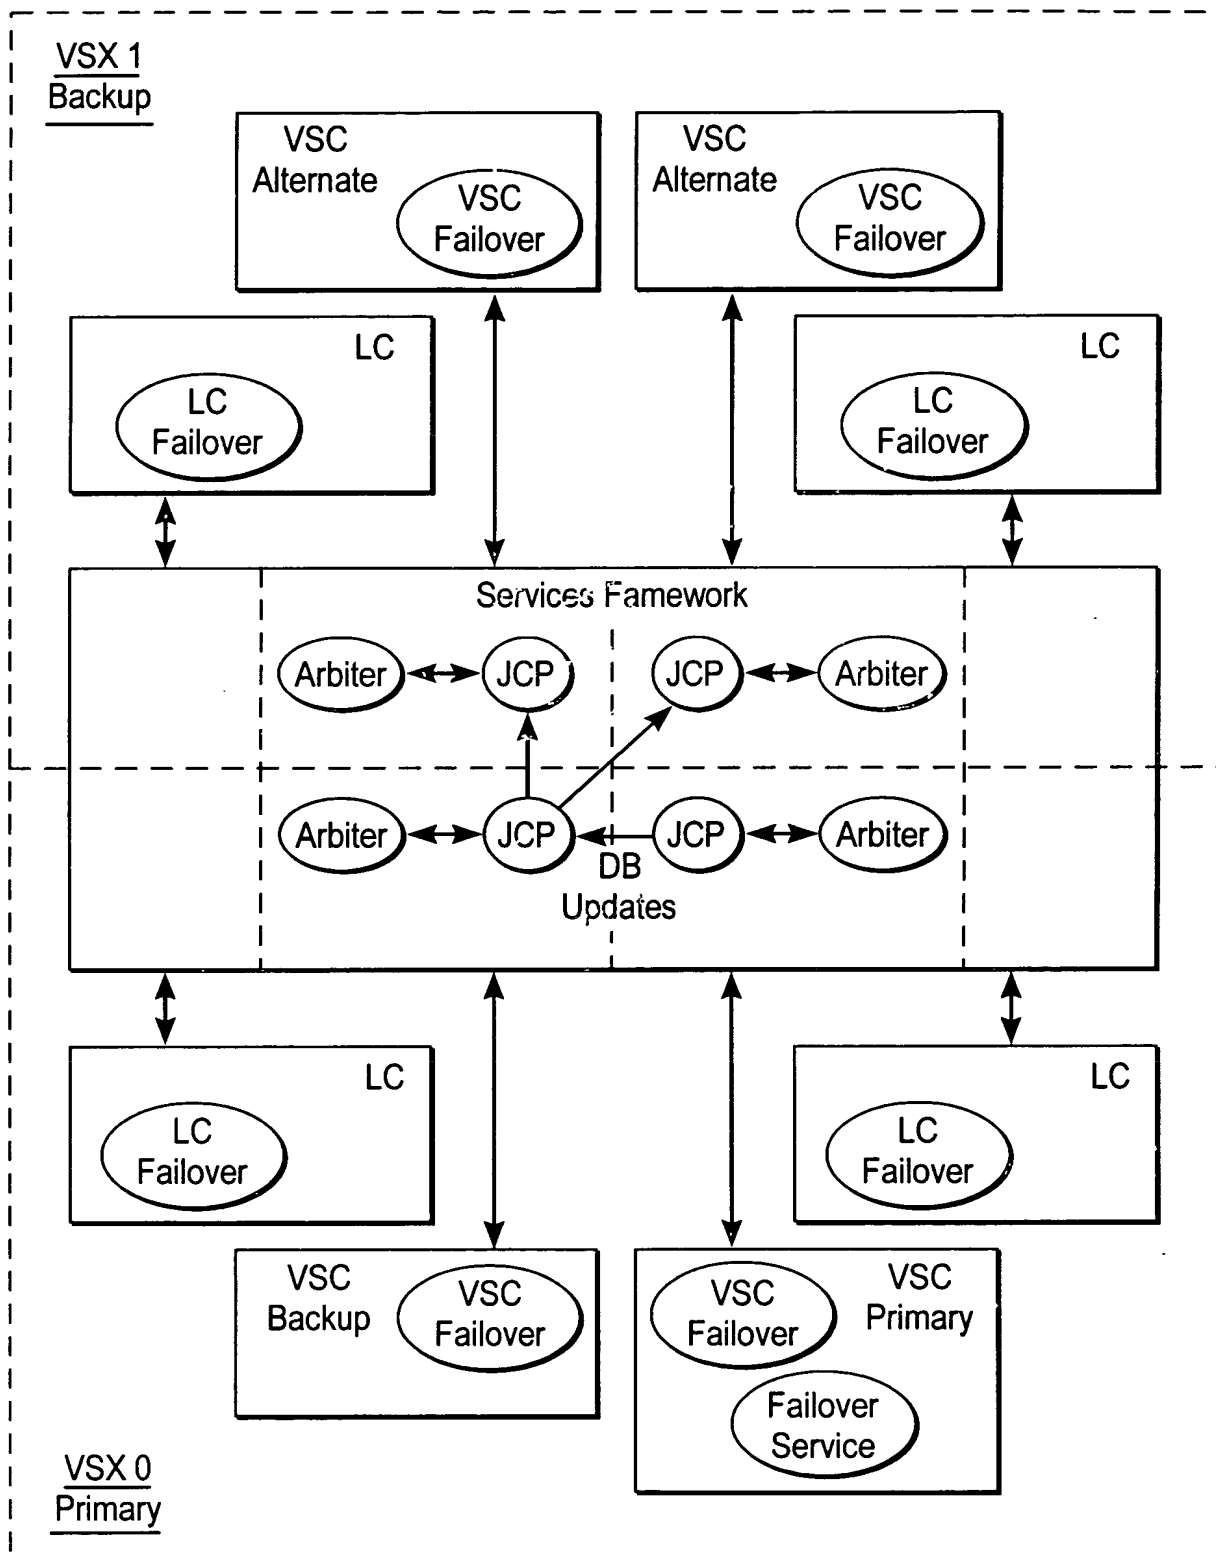 VSX 1
Backup
VSC
Alternate
VSC
Failover
VSC
Alternate
VSC
Failover
LC
LC
Failover
LC
LC
Failover
Services Famework
Arbiter
JCP
JCP
Arbiter
Arbiter
JCP
JCP
Arbiter
DB
Updates
LC
LC
Failover
LC
LC
Failover
VSC
Backup
VSC
Failover
VSC
Failover
VSC
Primary
Failover
Service
VSX 0
Primary